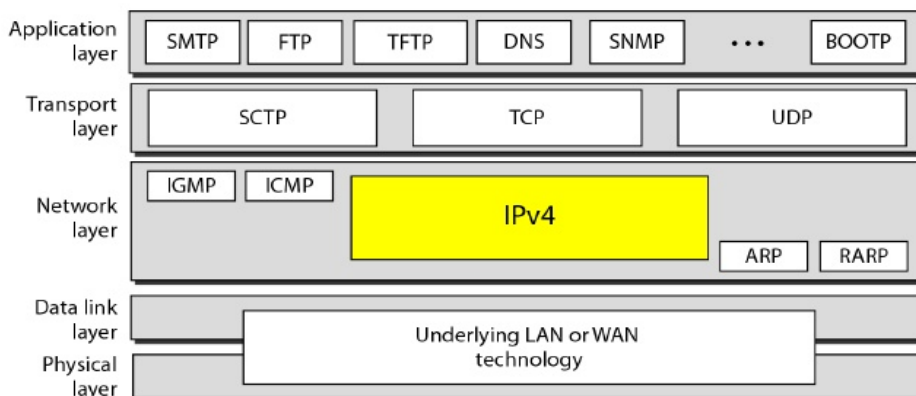 Application
layer
SMTP FTP TFTP DNS SNMP ... BOOTP
Transport
layer
SCTP TCP UDP
Network
layer
IGMP ICMP IPv4 ARP RARP
Data link
layer
Physical
layer
Underlying LAN or WAN
technology